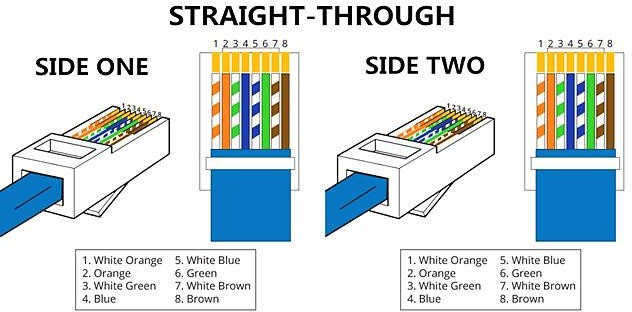 STRAIGHT-THROUGH
SIDE ONE
1 2 3 4 5 6 7 8
12345678
1. White Orange
2. Orange
3. White Green
4. Blue
5. White Blue
6. Green
7. White Brown
8. Brown
SIDE TWO
1 2 3 4 5 6 7 8
12345678
1. White Orange
2. Orange
3. White Green
4. Blue
5. White Blue
6. Green
7. White Brown
8. Brown